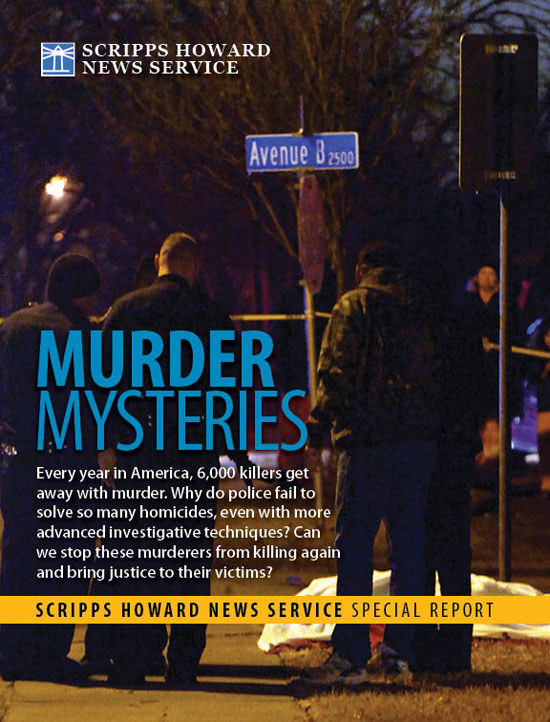 SCRIPPS HOWARD
NEWS SERVICE
Avenue B 2500
MURDER
MYSTERIES
Every year in America, 6,000 killers get
away with murder. Why do police fail to
solve so many homicides, even with more
advanced investigative techniques? Can
we stop these murderers from killing again
and bring justice to their victims?
SCRIPPS HOWARD NEWS SERVICE SPECIAL REPORT